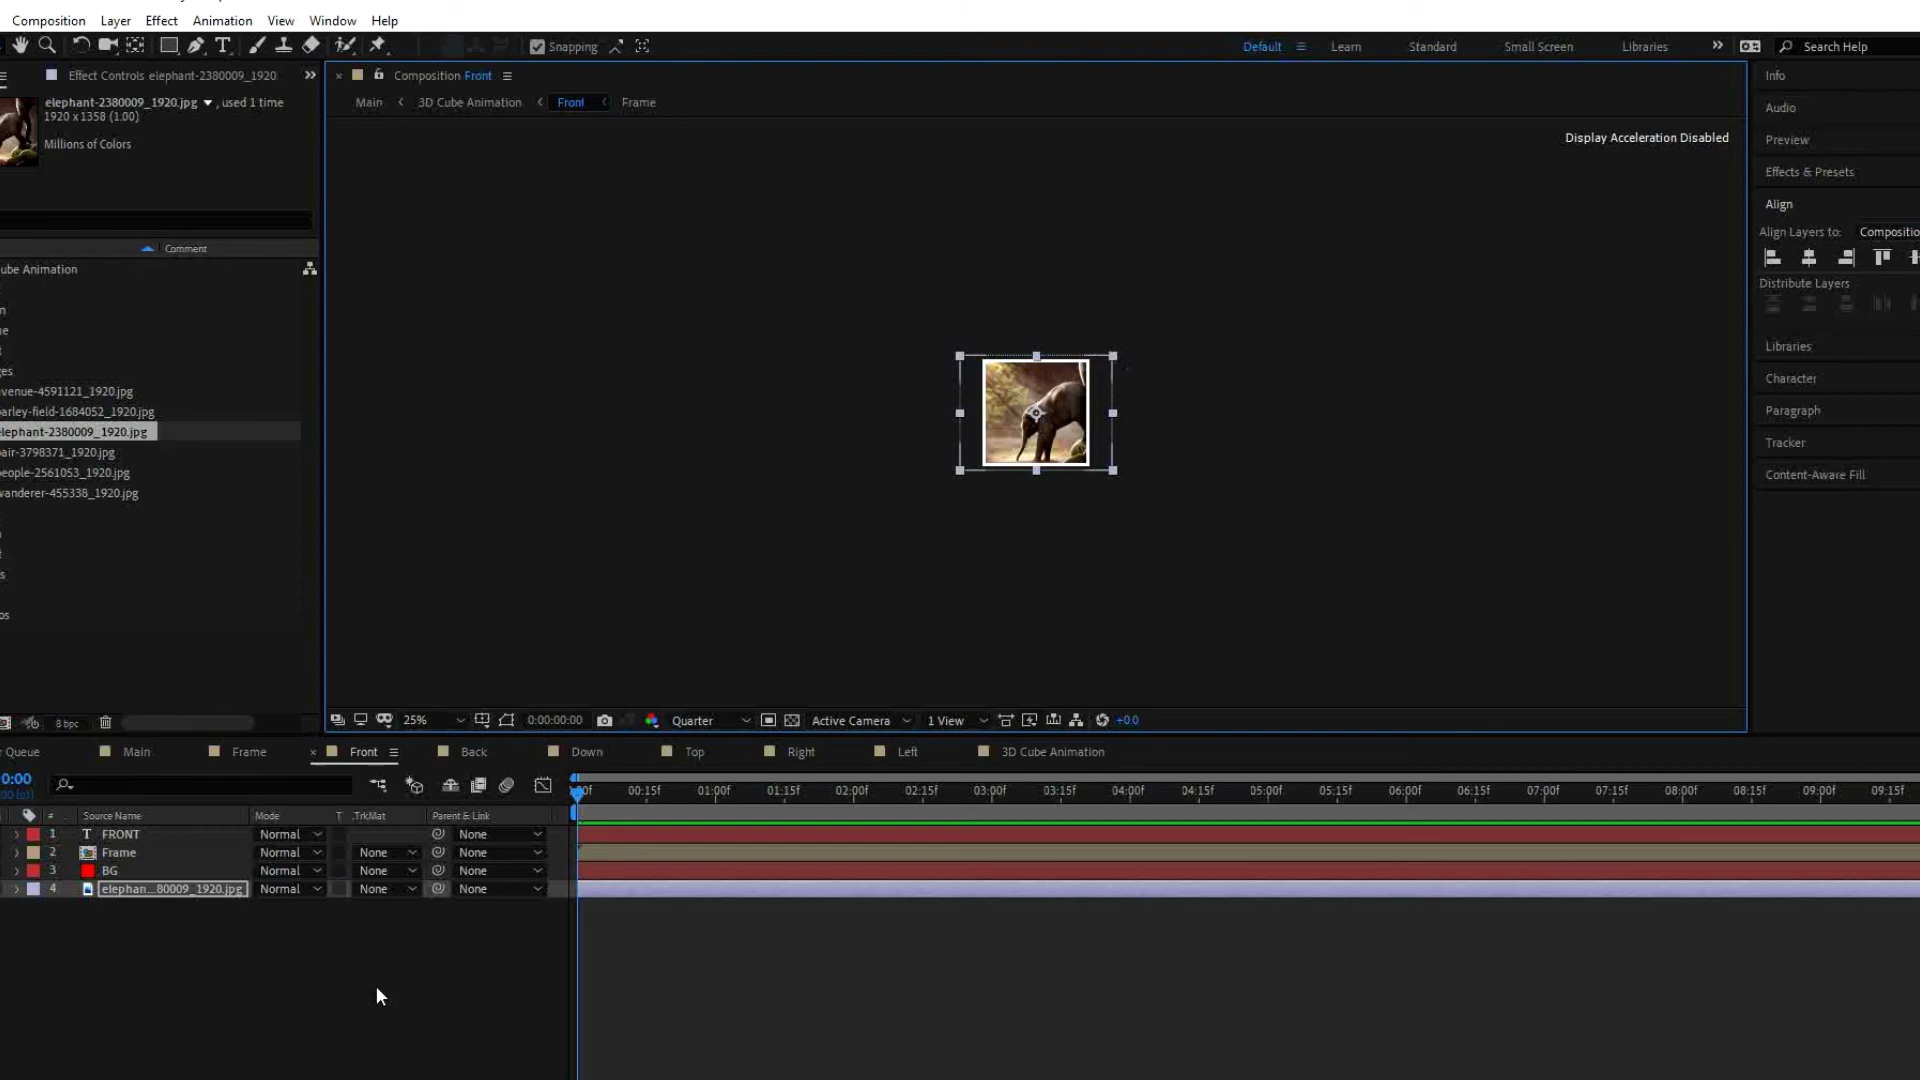 Composition Layer Effect Animation View Window Help
Snapping
Default Learn Standard Small Screen Libraries Search Help
Effect Controls elephant-2380009_1920
Composition Front
Info
elephant-2380009_1920.jpg , used 1 time
1920 x 1358 (1.00)
Main 3D Cube Animation Front Frame
Audio
Millions of Colors
Display Acceleration Disabled
Preview
Effects & Presets
Align
Align Layers to: Compositio
Comment
ube Animation
Distribute Layers
Libraries
ges
venue-4591121_1920.jpg
arley-field-1684052_1920.jpg
elephant-2380009_1920.jpg
air-3798371_1920.jpg
eople-2561053_1920.jpg
wanderer-455338_1920.jpg
Character
Paragraph
Tracker
Content-Aware Fill
8 bpc
25% 0:00:00:00 Quarter Active Camera 1 View +0.0
r Queue Main Frame Front Back Down Top Right Left 3D Cube Animation
0:00
00:15f 01:00f 01:15f 02:00f 02:15f 03:00f 03:15f 04:00f 04:15f 05:00f 05:15f 06:00f 06:15f 07:00f 07:15f 08:00f 08:15f 09:00f 09:15f
# Source Name Mode T .TrkMat Parent & Link
1 T FRONT Normal None
2 Frame Normal None None
3 BG Normal None None
4 elephan...80009_1920.jpg Normal None None